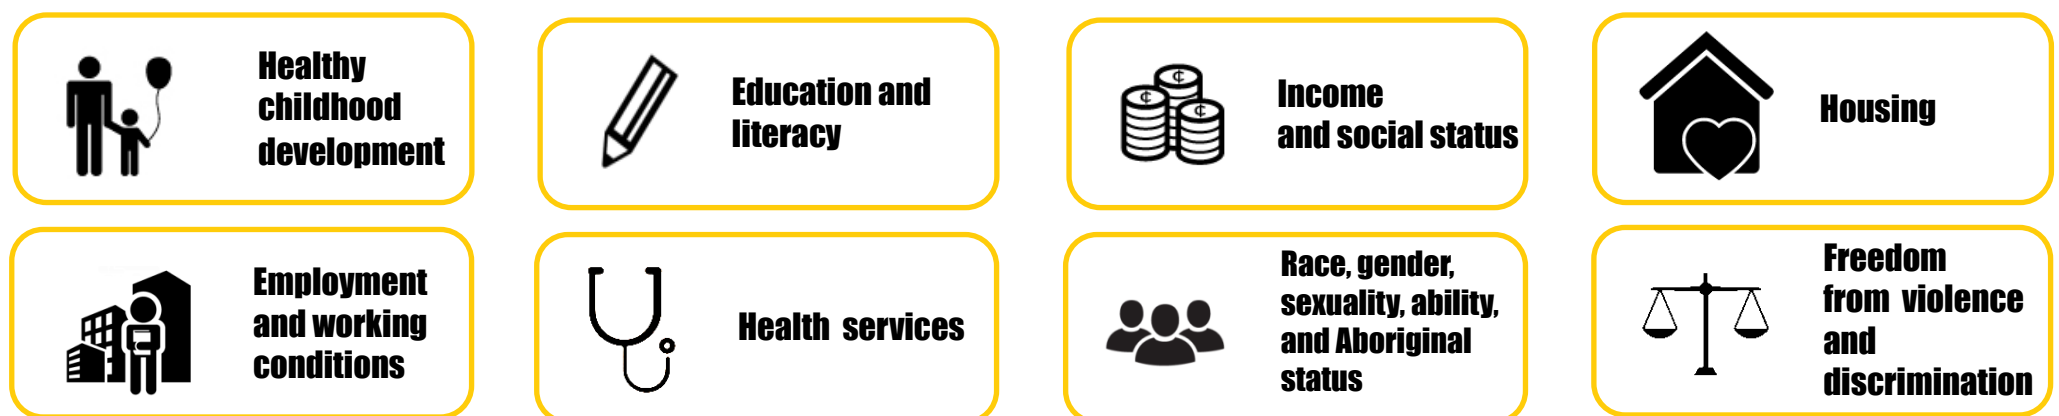 Healthy
childhood
development
Education and
literacy
Income
and social status
Housing
Employment
and working
conditions
Health services
Race, gender,
sexuality, ability,
and Aboriginal
status
Freedom
from violence
and
discrimination